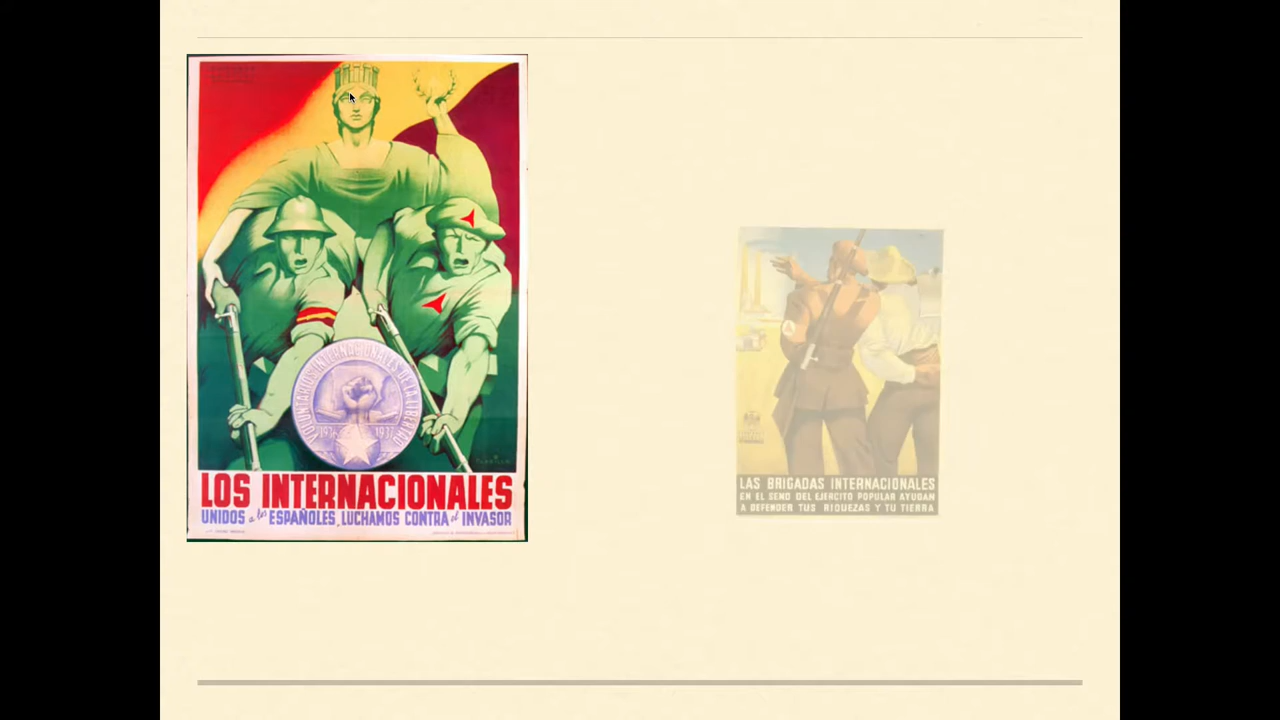 VOLUNTARIOS INTERNACIONALES DE LA LIBERTAD
1936 1937
LOS INTERNACIONALES
UNIDOS a los ESPAÑOLES, LUCHAMOS CONTRA el INVASOR
LAS BRIGADAS INTERNACIONALES
EN EL SENO DEL EJERCITO POPULAR AYUDAN
A DEFENDER TUS RIQUEZAS Y TU TIERRA